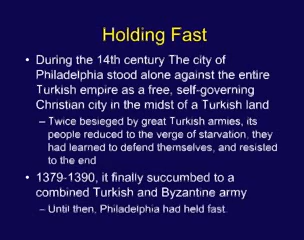 Holding Fast
• During the 14th century The city of
Philadelphia stood alone against the entire
Turkish empire as a free, self-governing
Christian city in the midst of a Turkish land
– Twice besieged by great Turkish armies, its
people reduced to the verge of starvation, they
had learned to defend themselves, and resisted
to the end
• 1379-1390, it finally succumbed to a
combined Turkish and Byzantine army
– Until then, Philadelphia had held fast.